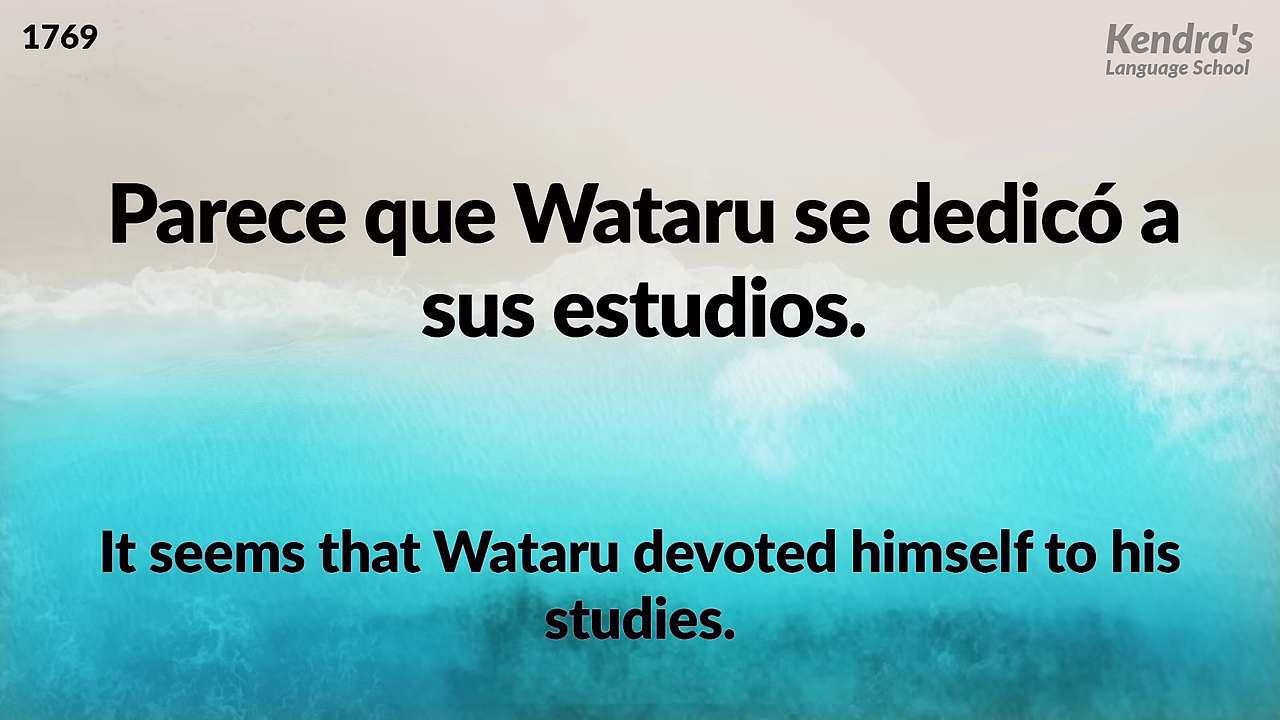 1769
Kendra's
Language School
Parece que Wataru se dedicó a
sus estudios.
It seems that Wataru devoted himself to his
studies.